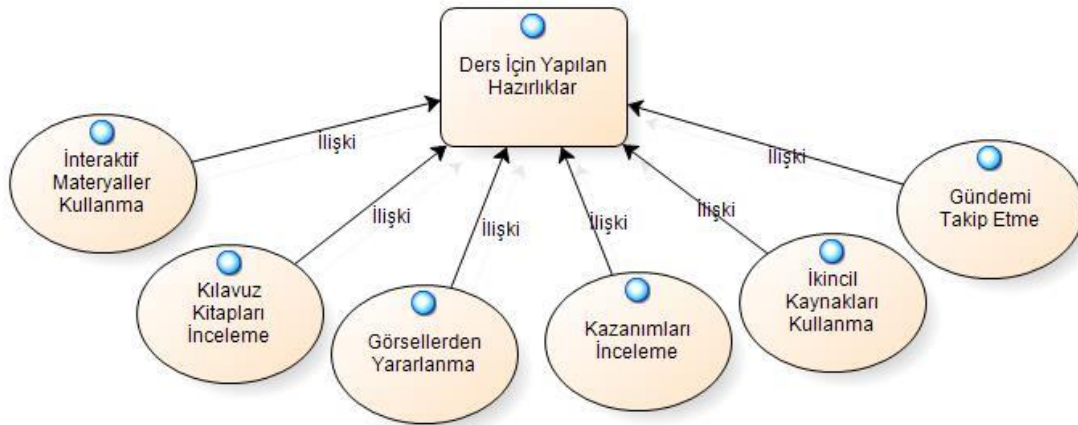 Ders İçin Yapılan
Hazırlıklar
İlişki
İlişki
İlişki
İlişki
İlişki
İlişki
İnteraktif
Materyaller
Kullanma
Kılavuz
Kitapları
İnceleme
Görsellerden
Yararlanma
Kazanımları
İnceleme
İkincil
Kaynakları
Kullanma
Gündemi
Takip Etme